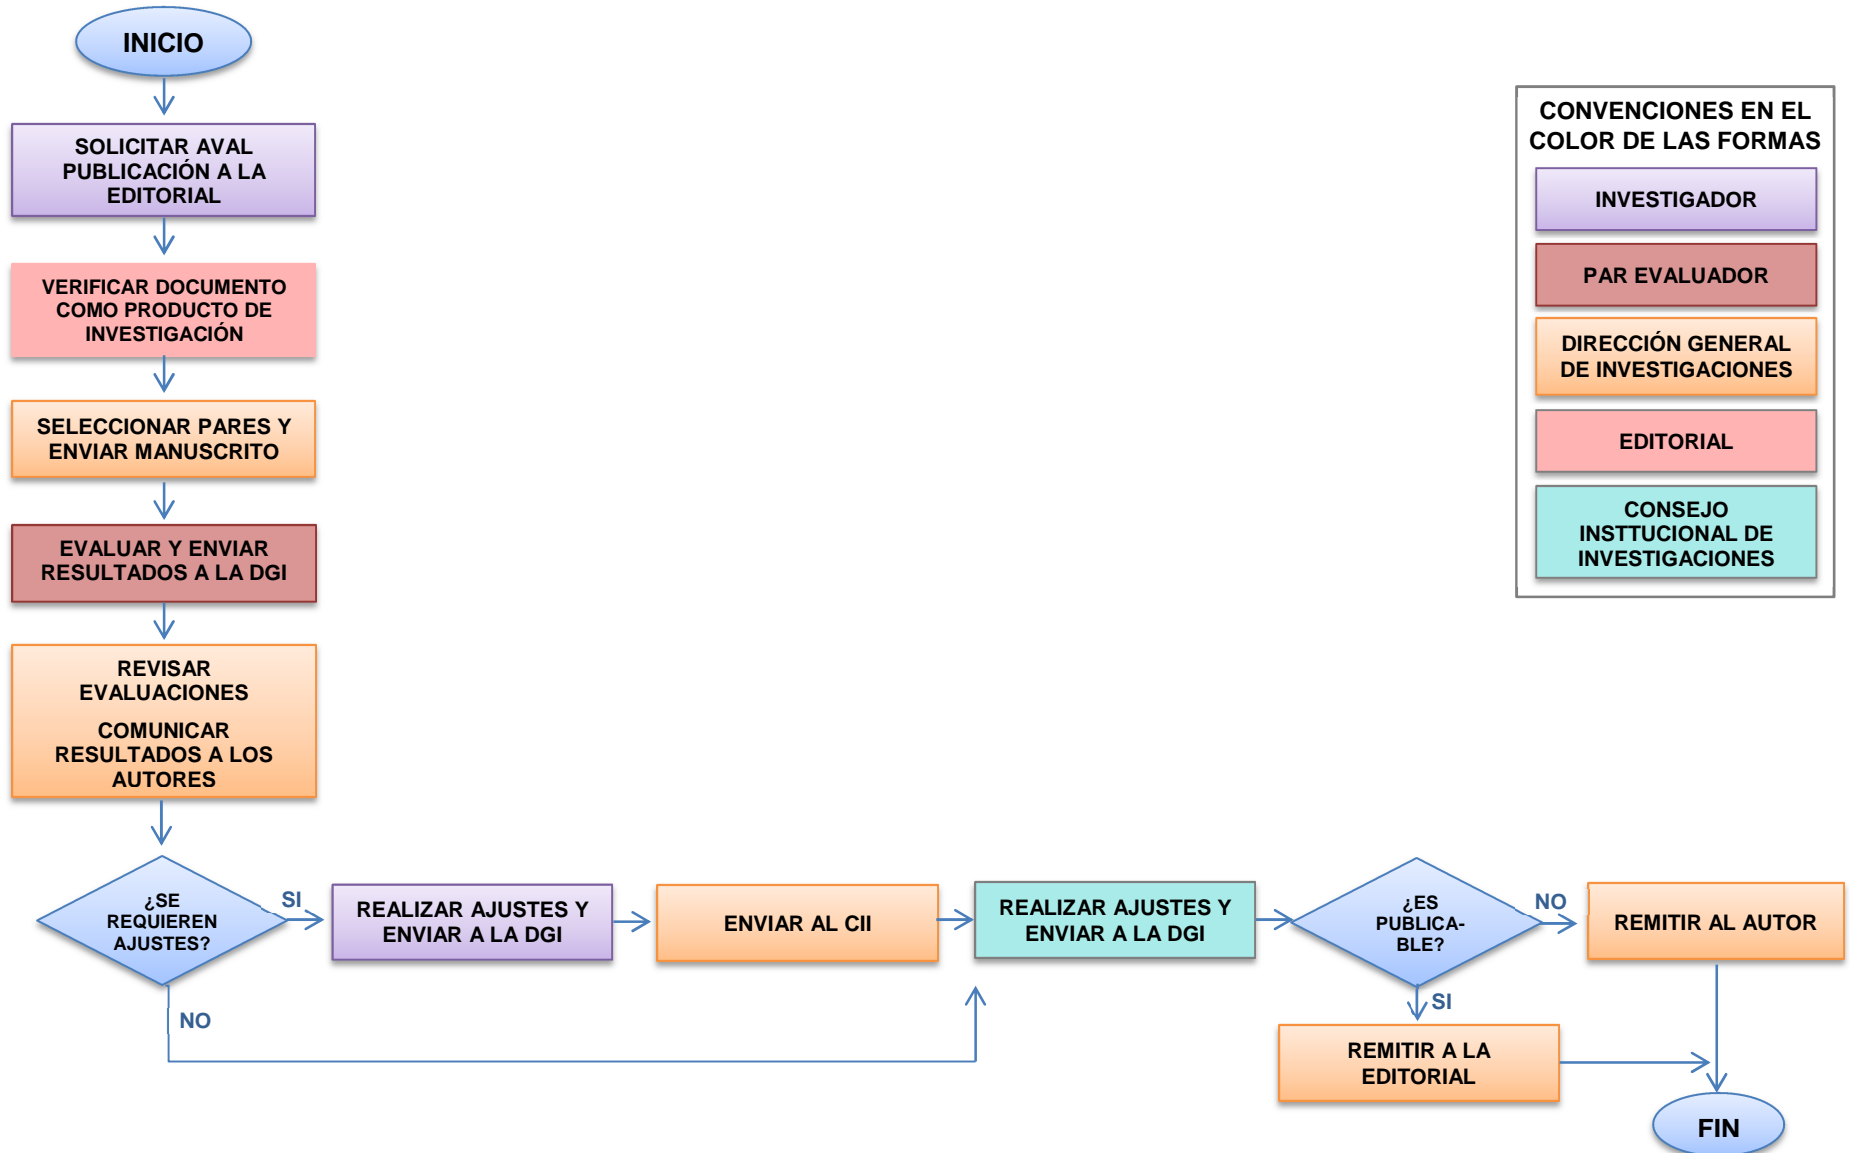 INICIO
SOLICITAR AVAL
PUBLICACIÓN A LA
EDITORIAL
VERIFICAR DOCUMENTO
COMO PRODUCTO DE
INVESTIGACIÓN
SELECCIONAR PARES Y
ENVIAR MANUSCRITO
EVALUAR Y ENVIAR
RESULTADOS A LA DGI
REVISAR
EVALUACIONES
COMUNICAR
RESULTADOS A LOS
AUTORES
¿SE
REQUIEREN
AJUSTES?
SI
NO
REALIZAR AJUSTES Y
ENVIAR A LA DGI
ENVIAR AL CII
REALIZAR AJUSTES Y
ENVIAR A LA DGI
¿ES
PUBLICA-
BLE?
NO
REMITIR AL AUTOR
SI
REMITIR A LA
EDITORIAL
FIN
CONVENCIONES EN EL
COLOR DE LAS FORMAS
INVESTIGADOR
PAR EVALUADOR
DIRECCIÓN GENERAL
DE INVESTIGACIONES
EDITORIAL
CONSEJO
INSTTUCIONAL DE
INVESTIGACIONES